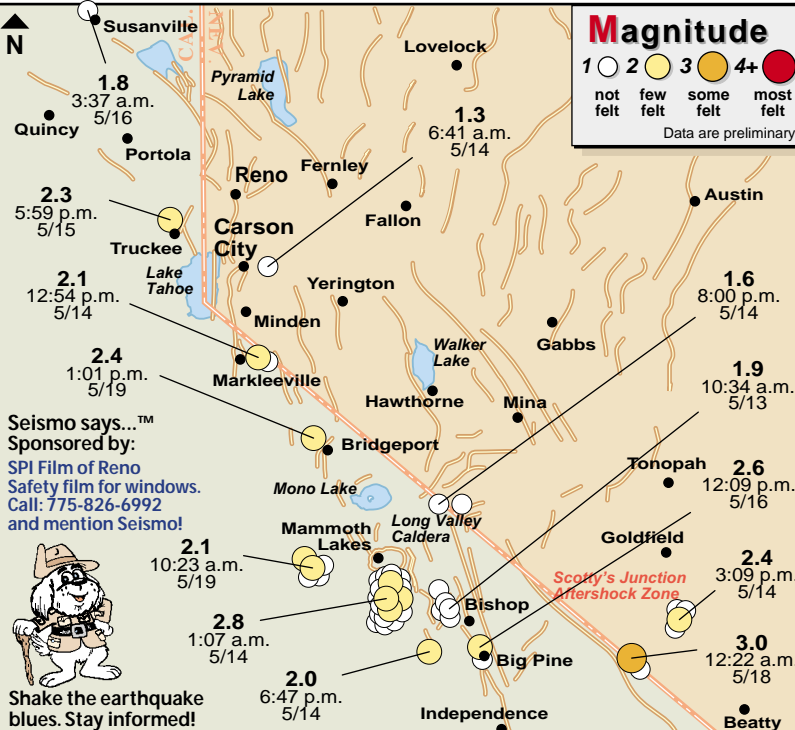 N
Susanville
CAL.
NEV.
Lovelock
Magnitude
1 2 3 4+
not felt
few felt
some felt
most felt
Data are preliminary
1.8
3:37 a.m.
5/16
Pyramid
Lake
1.3
6:41 a.m.
5/14
Quincy
Portola
Reno
Fernley
Austin
2.3
5:59 p.m.
5/15
Truckee
Carson
City
Fallon
Lake
Tahoe
2.1
12:54 p.m.
5/14
Yerington
1.6
8:00 p.m.
5/14
Minden
Gabbs
Walker
Lake
2.4
1:01 p.m.
5/19
Markleeville
1.9
10:34 a.m.
5/13
Hawthorne
Mina
Seismo says...™
Sponsored by:
SPI Film of Reno
Safety film for windows.
Call: 775-826-6992
and mention Seismo!
Bridgeport
Tonopah
2.6
12:09 p.m.
5/16
Mono Lake
Mammoth
Lakes
Long Valley
Caldera
Goldfield
2.1
10:23 a.m.
5/19
Scotty's Junction
Aftershock Zone
2.4
3:09 p.m.
5/14
Bishop
2.8
1:07 a.m.
5/14
Big Pine
3.0
12:22 a.m.
5/18
2.0
6:47 p.m.
5/14
Shake the earthquake
blues. Stay informed!
Independence
Beatty